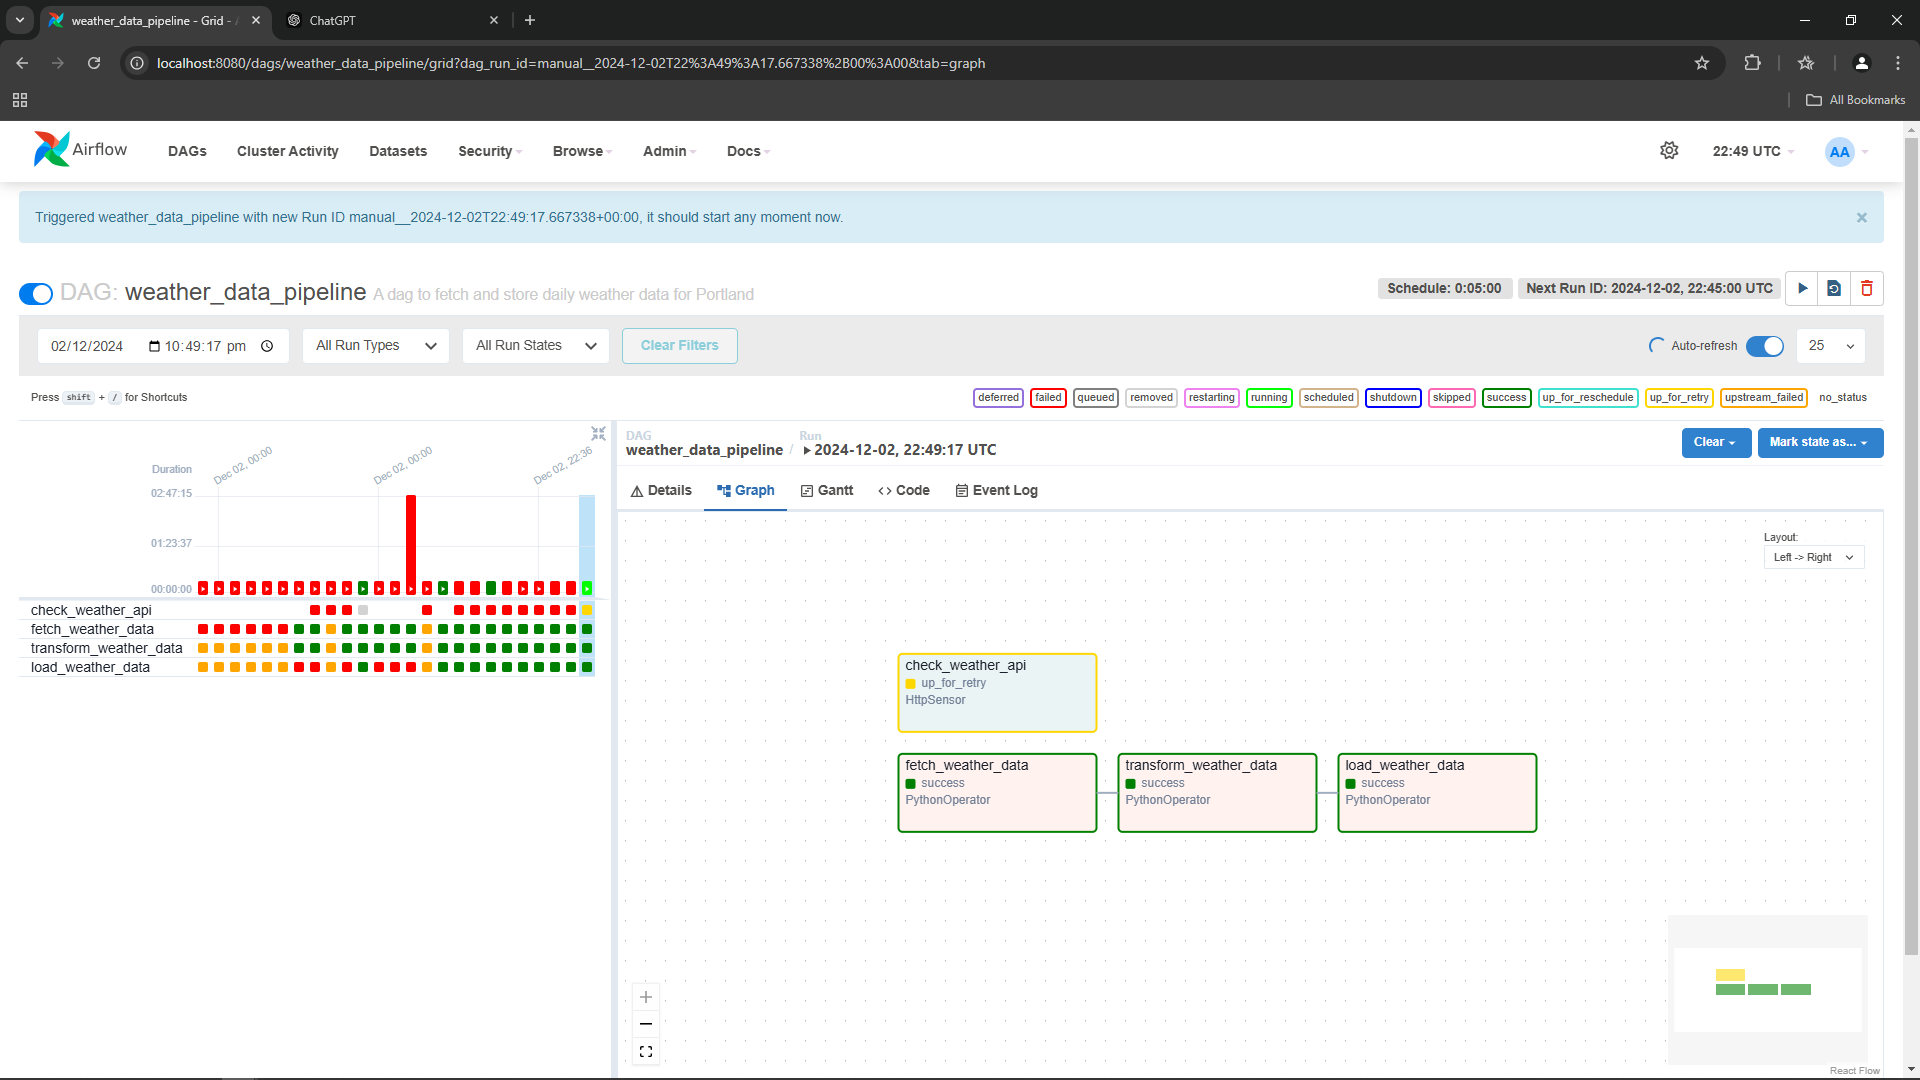 weather_data_pipeline - Grid -
ChatGPT
localhost:8080/dags/weather_data_pipeline/grid?dag_run_id=manual__2024-12-02T22%3A49%3A17.667338%2B00%3A00&tab=graph
All Bookmarks
Airflow
DAGs
Cluster Activity
Datasets
Security
Browse
Admin
Docs
22:49 UTC
AA
Triggered weather_data_pipeline with new Run ID manual__2024-12-02T22:49:17.667338+00:00, it should start any moment now.
DAG: weather_data_pipeline A dag to fetch and store daily weather data for Portland
Schedule: 0:05:00
Next Run ID: 2024-12-02, 22:45:00 UTC
02/12/2024 10:49:17 pm
All Run Types
All Run States
Clear Filters
Auto-refresh
25
Press shift + / for Shortcuts
deferred
failed
queued
removed
restarting
running
scheduled
shutdown
skipped
success
up_for_reschedule
up_for_retry
upstream_failed
no_status
Dec 02, 00:00
Dec 02, 00:00
Dec 02, 22:36
Duration
02:47:15
01:23:37
00:00:00
check_weather_api
fetch_weather_data
transform_weather_data
load_weather_data
DAG
weather_data_pipeline /
Run
2024-12-02, 22:49:17 UTC
Clear
Mark state as...
Details
Graph
Gantt
Code
Event Log
Layout:
Left -> Right
check_weather_api
up_for_retry
HttpSensor
fetch_weather_data
success
PythonOperator
transform_weather_data
success
PythonOperator
load_weather_data
success
PythonOperator
React Flow